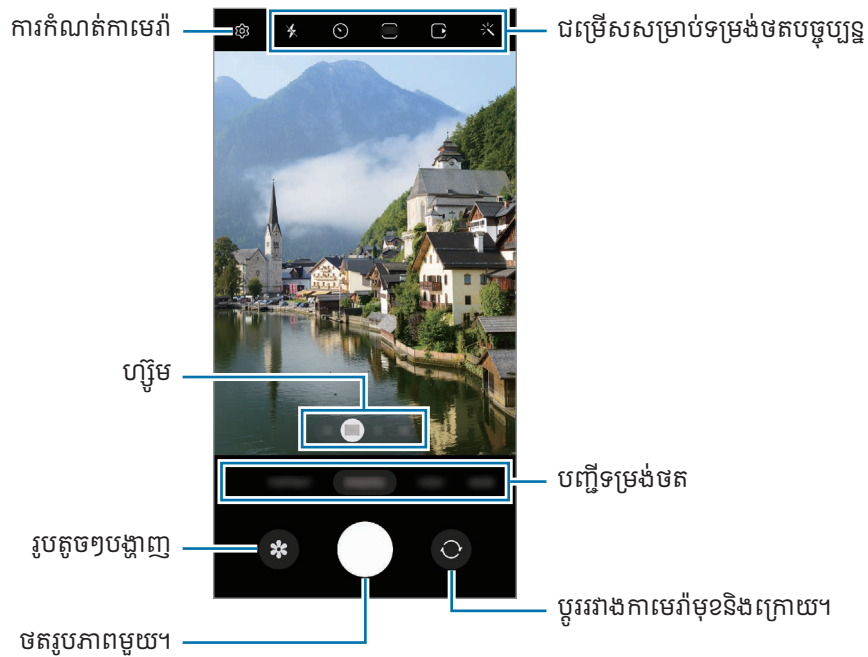 ការកំណត់កាមេរ៉ា
ជម្រើសសម្រាប់ទម្រង់ថតបច្ចុប្បន្ន
ហ្ស៊ូម
បញ្ជីទម្រង់ថត
រូបតូចៗបង្ហាញ
ប្ដូររវាងកាមេរ៉ាមុខនិងក្រោយ។
ថតរូបភាពមួយ។